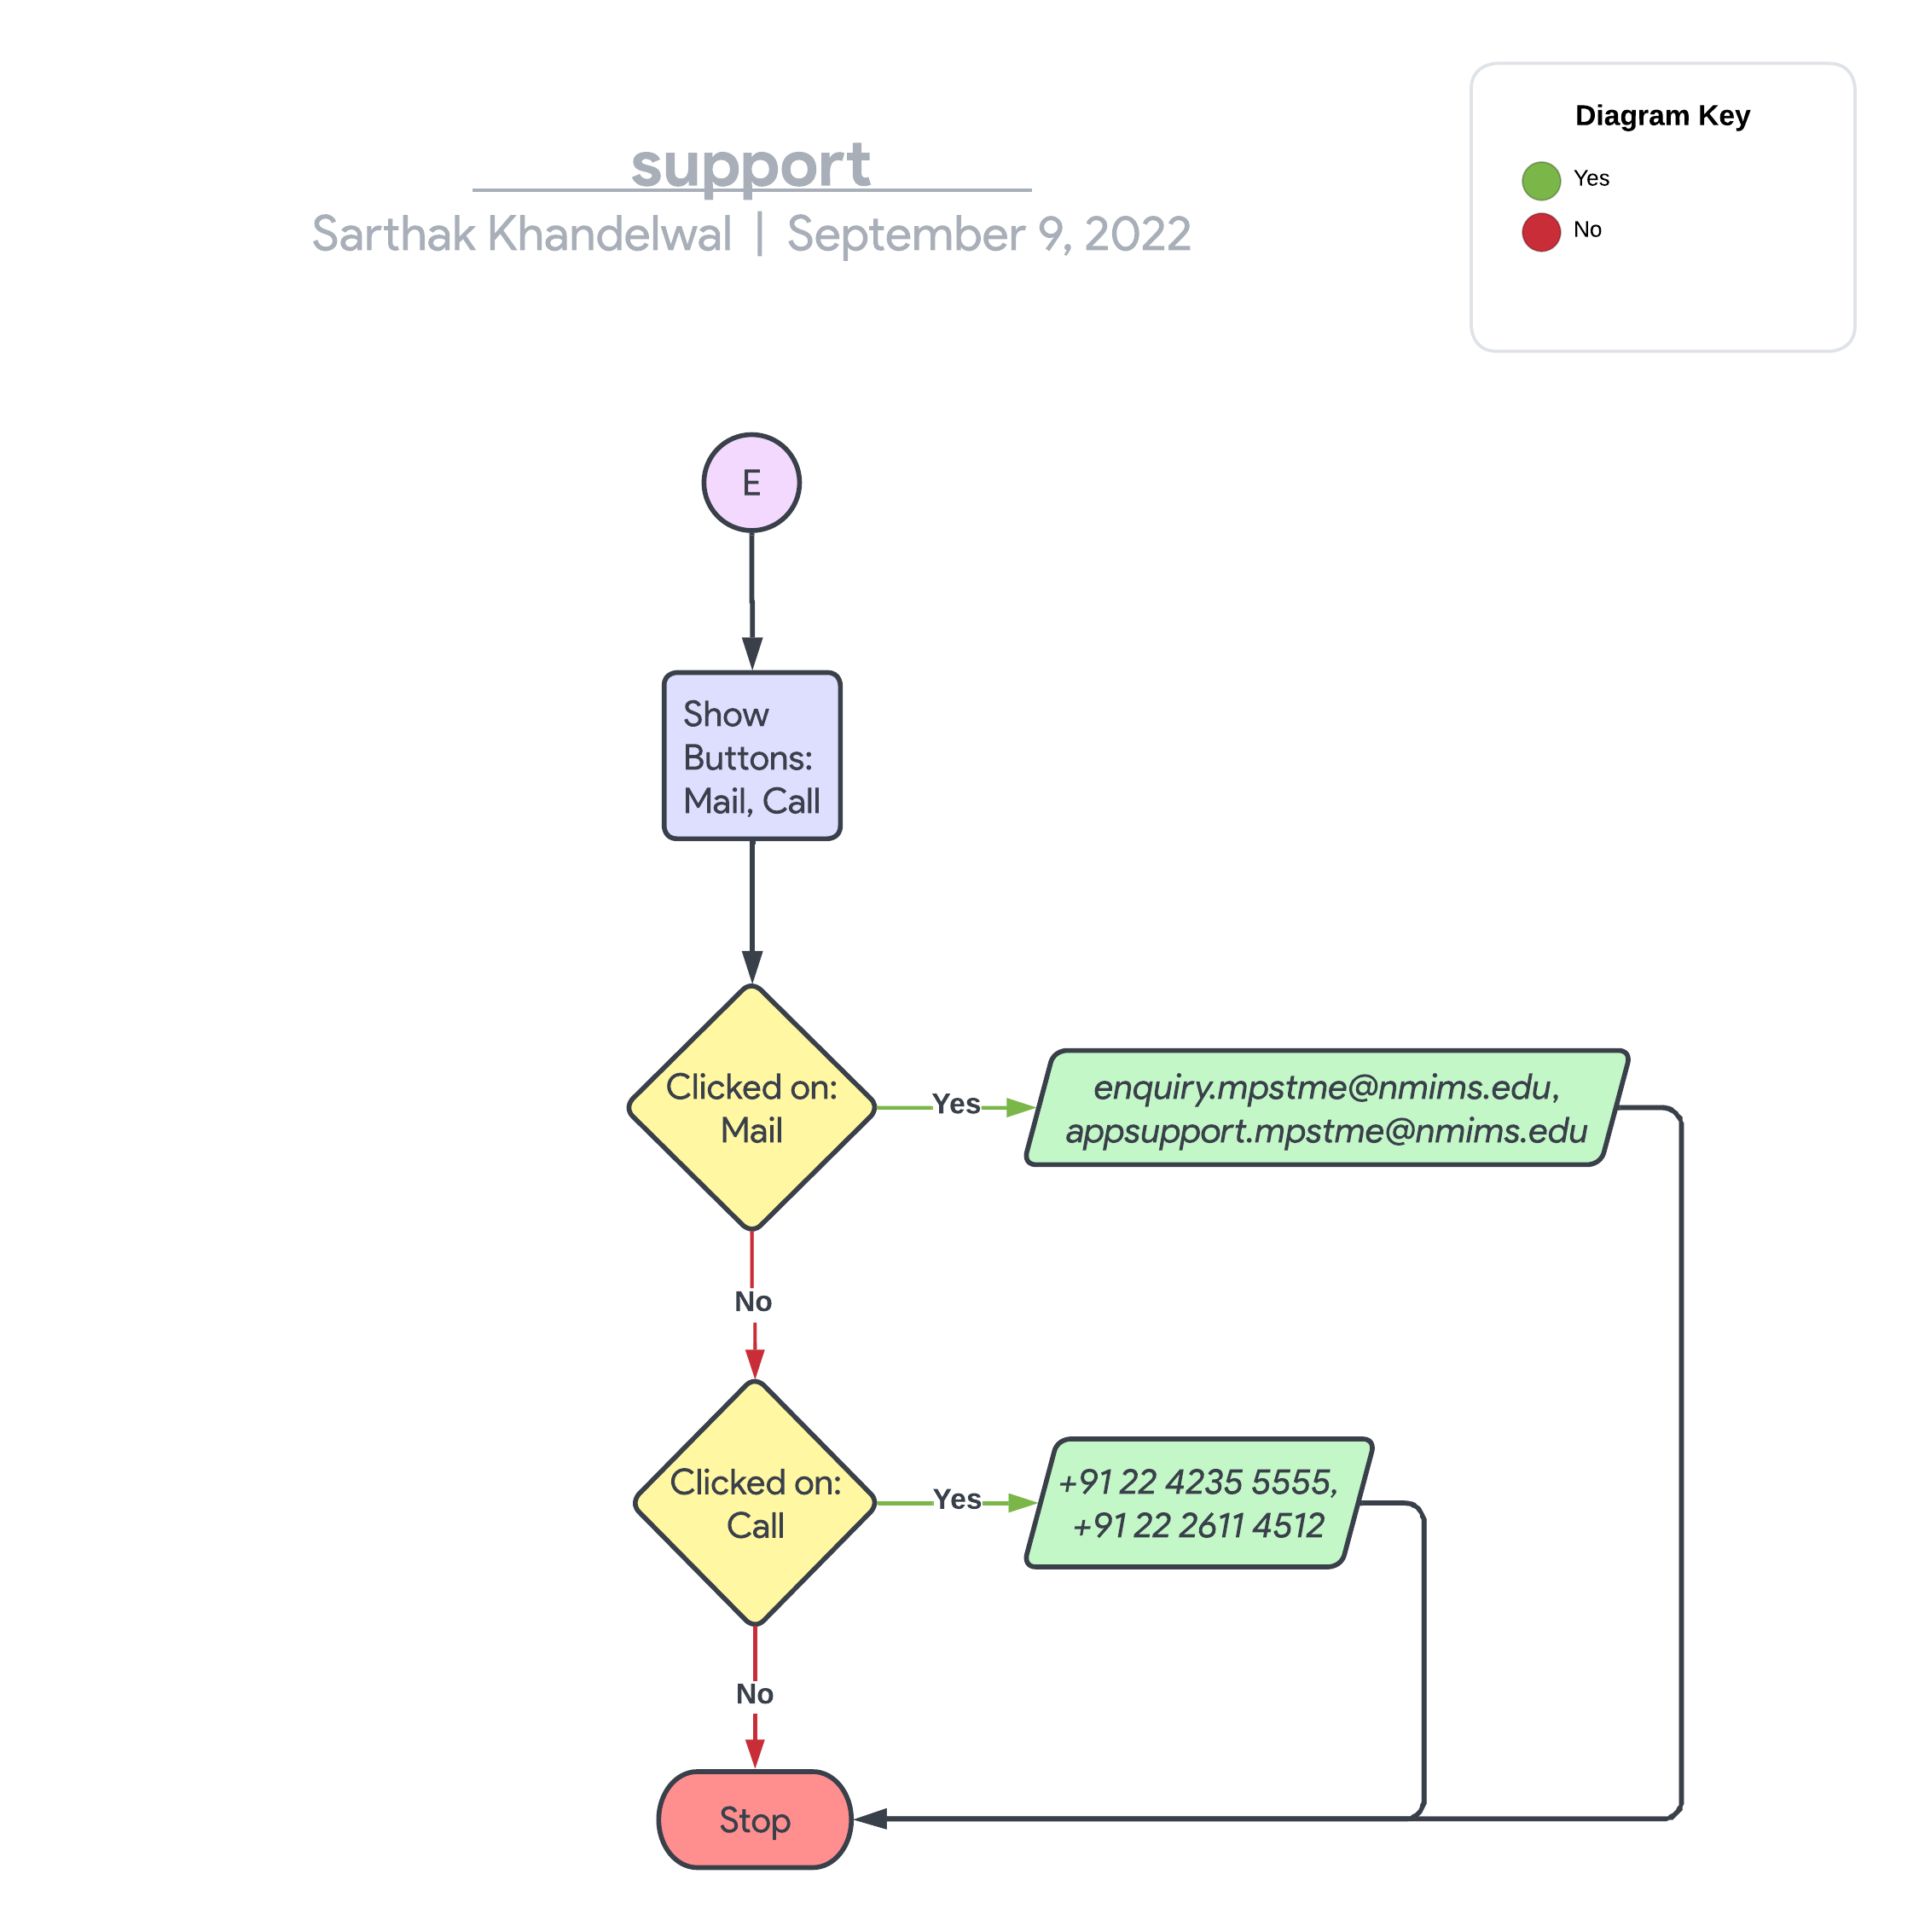 support
Sarthak Khandelwal | September 9, 2022
Diagram Key
Yes
No
E
Show
Buttons:
Mail, Call
Clicked on:
Mail
Yes
enquiry.mpstme@nmims.edu,
appsupport.mpstme@nmims.edu
No
Clicked on:
Call
Yes
+91 22 4235 5555,
+91 22 2611 4512
No
Stop